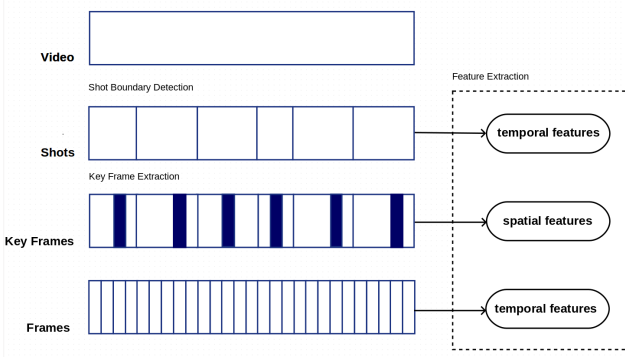 Video
Shot Boundary Detection
Feature Extraction
Shots
temporal features
Key Frame Extraction
Key Frames
spatial features
Frames
temporal features